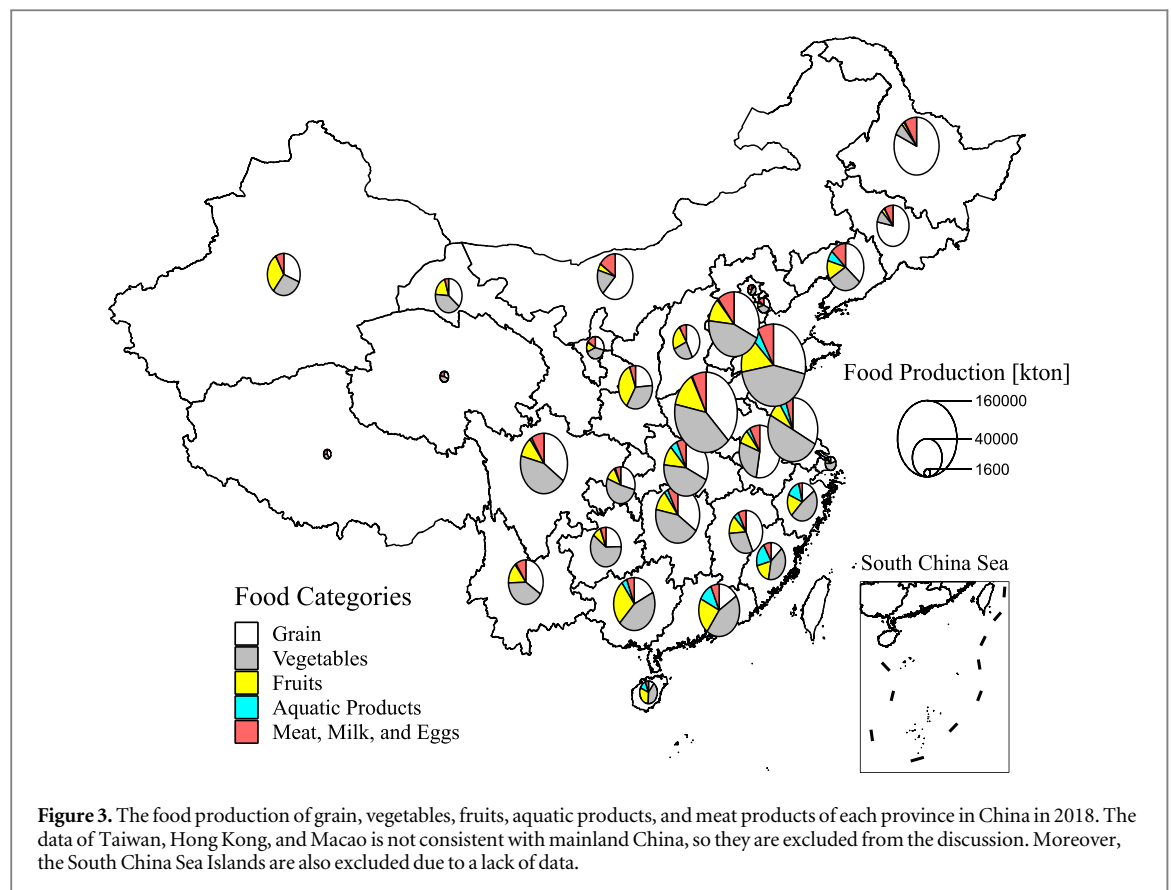 Food Production [kton]
160000
40000
1600
South China Sea
Food Categories
Grain
Vegetables
Fruits
Aquatic Products
Meat, Milk, and Eggs
Figure 3. The food production of grain, vegetables, fruits, aquatic products, and meat products of each province in China in 2018. The
data of Taiwan, Hong Kong, and Macao is not consistent with mainland China, so they are excluded from the discussion. Moreover,
the South China Sea Islands are also excluded due to a lack of data.